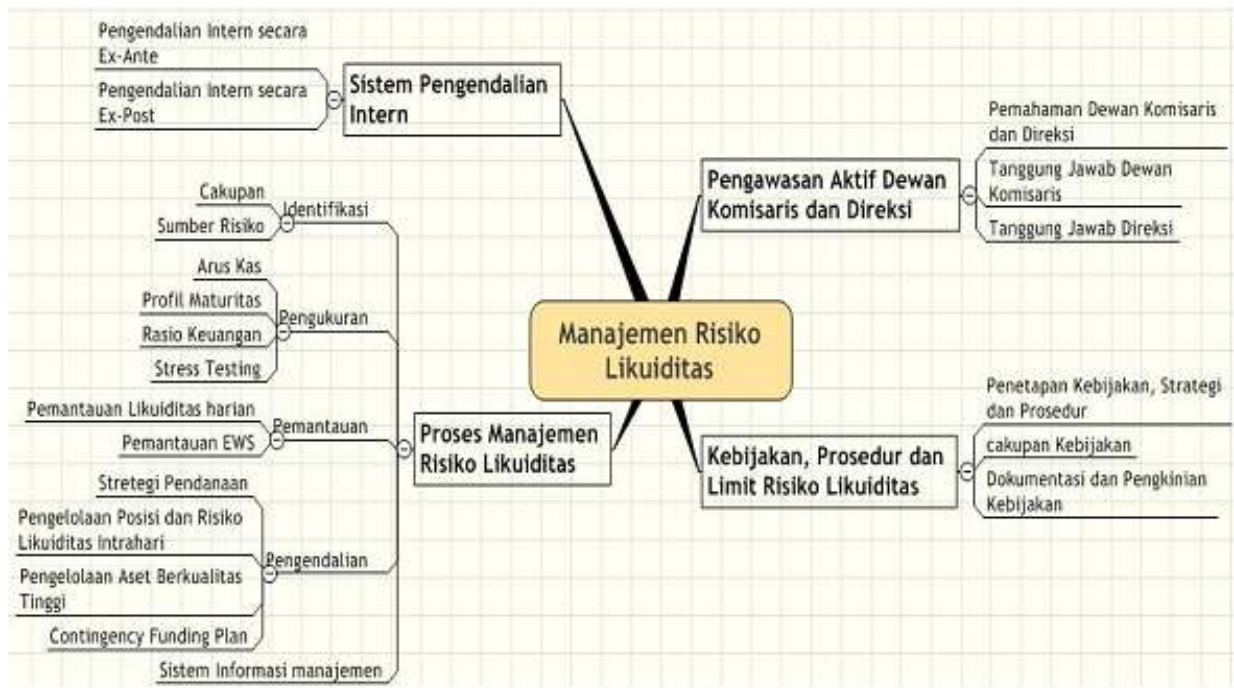 Pengendalian Intern secara
Ex-Ante
Pengendalian Intern secara
Ex-Post
Sistem Pengendalian
Intern
Pemahaman Dewan Komisaris
dan Direksi
Tanggung Jawab Dewan
Komisaris
Tanggung Jawab Direksi
Pengawasan Aktif Dewan
Komisaris dan Direksi
Cakupan
Sumber Risiko
Identifikasi
Arus Kas
Profil Maturitas
Rasio Keuangan
Stress Testing
Pengukuran
Manajemen Risiko
Likuiditas
Pemantauan Likuiditas harian
Pemantauan EWS
Pemantauan
Proses Manajemen
Risiko Likuiditas
Penetapan Kebijakan, Strategi
dan Prosedur
cakupan Kebijakan
Dokumentasi dan Pengkinian
Kebijakan
Kebijakan, Prosedur dan
Limit Risiko Likuiditas
Stretegi Pendanaan
Pengelolaan Posisi dan Risiko
Likuiditas Intrahari
Pengelolaan Aset Berkualitas
Tinggi
Contingency Funding Plan
Pengendalian
Sistem Informasi manajemen